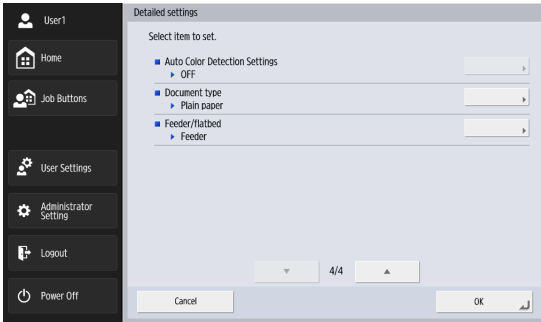 User1
Home
Job Buttons
User Settings
Administrator
Setting
Logout
Power Off
Detailed settings
Select item to set.
Auto Color Detection Settings
OFF
Document type
Plain paper
Feeder/flatbed
Feeder
4/4
Cancel
OK